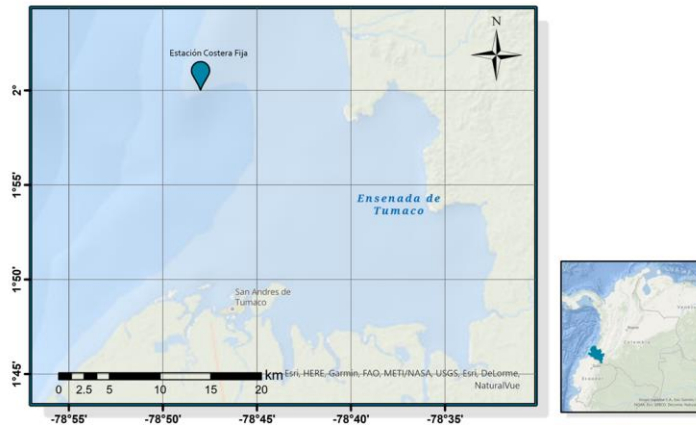 N
Estación Costera Fija
2°
1°55'
Ensenada de
Tumaco
1°50'
San Andres de
Tumaco
1°45'
0 2.5 5 10 15 20 km
Esri, HERE, Garmin, FAO, METI/NASA, USGS, Esri, DeLorme,
NaturalVue
-78°55' -78°50' -78°45' -78°40' -78°35'